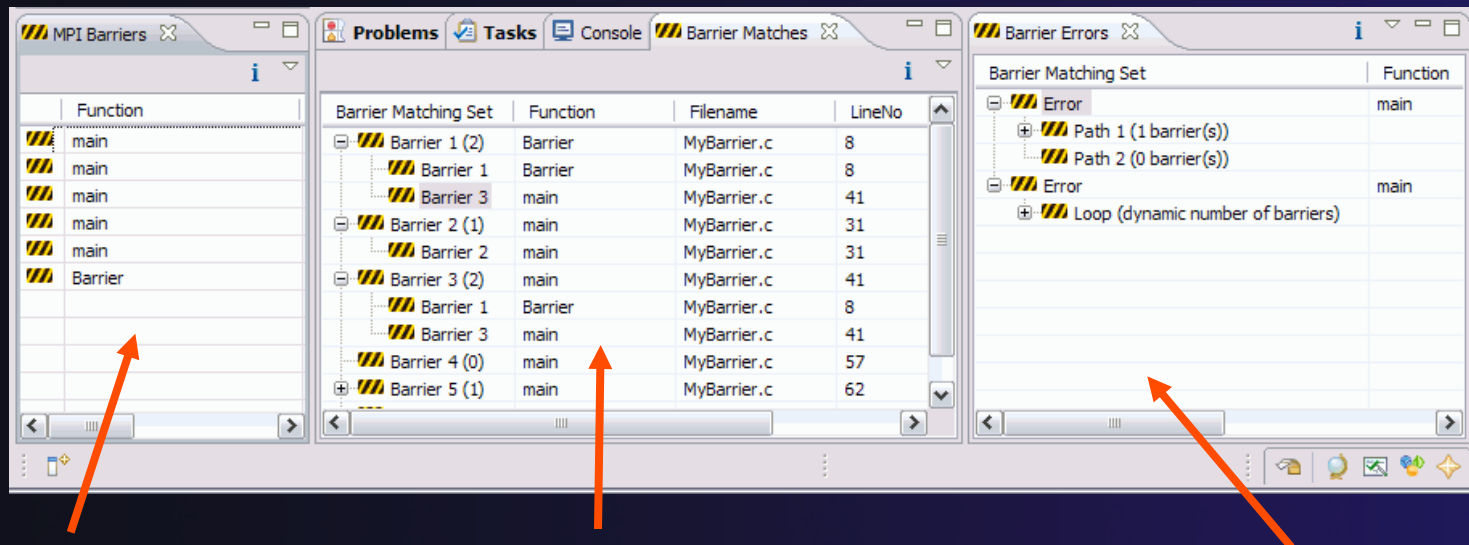 MPI Barriers
i
Function
main
main
main
main
main
Barrier
Problems Tasks Console Barrier Matches
i
Barrier Matching Set Function Filename LineNo
Barrier 1 (2) Barrier MyBarrier.c 8
Barrier 1 Barrier MyBarrier.c 8
Barrier 3 main MyBarrier.c 41
Barrier 2 (1) main MyBarrier.c 31
Barrier 2 main MyBarrier.c 31
Barrier 3 (2) main MyBarrier.c 41
Barrier 1 Barrier MyBarrier.c 8
Barrier 3 main MyBarrier.c 41
Barrier 4 (0) main MyBarrier.c 57
Barrier 5 (1) main MyBarrier.c 62
Barrier Errors
i
Barrier Matching Set Function
Error main
Path 1 (1 barrier(s))
Path 2 (0 barrier(s))
Error main
Loop (dynamic number of barriers)